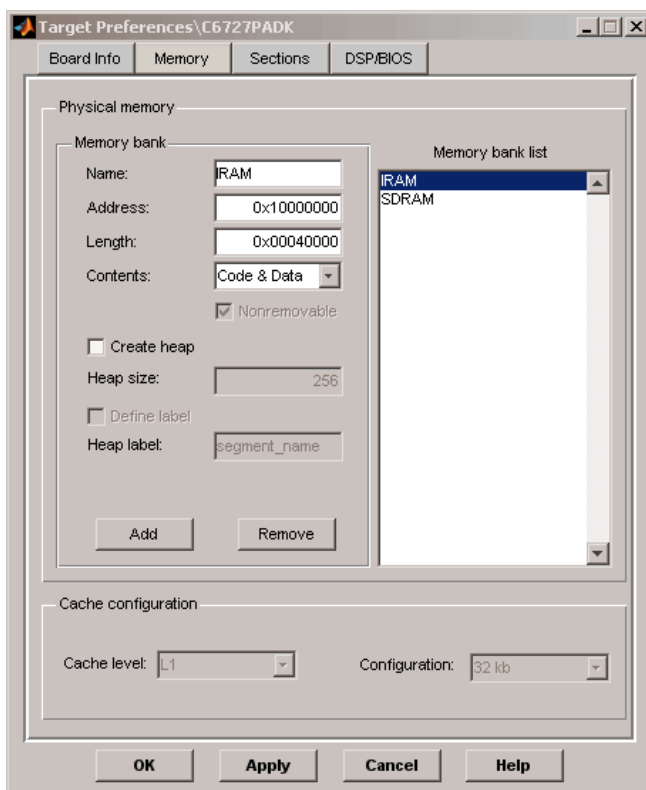 Target Preferences\C6727PADK
Board Info Memory Sections DSP/BIOS
Physical memory
Memory bank
Memory bank list
Name: IRAM
IRAM
SDRAM
Address: 0x10000000
Length: 0x00040000
Contents: Code & Data
Nonremovable
Create heap
Heap size: 256
Define label
Heap label: segment_name
Add Remove
Cache configuration
Cache level: L1 Configuration: 32 kb
OK Apply Cancel Help